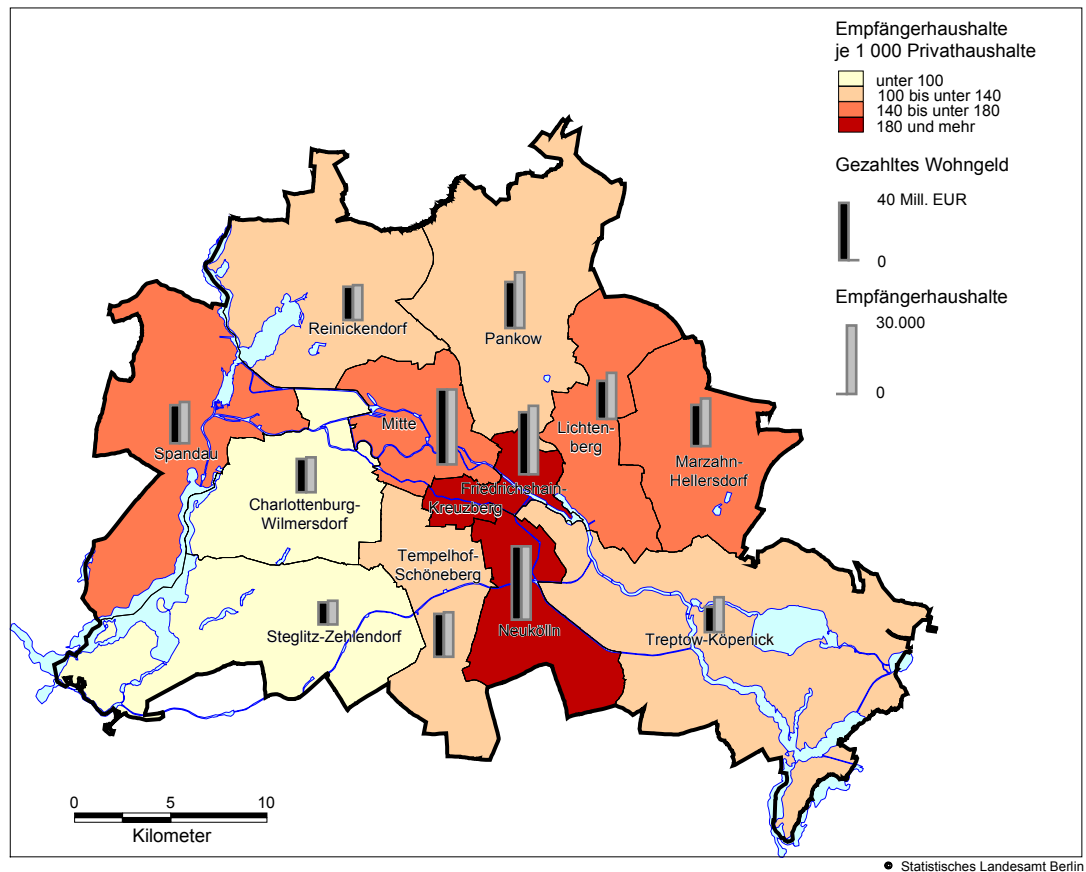 Empfängerhaushalte
je 1 000 Privathaushalte
unter 100
100 bis unter 140
140 bis unter 180
180 und mehr
Gezahltes Wohngeld
40 Mill. EUR
0
Empfängerhaushalte
30.000
0
Reinickendorf
Pankow
Mitte
Lichten-
berg
Spandau
Marzahn-
Hellersdorf
Friedrichshain-
Kreuzberg
Charlottenburg-
Wilmersdorf
Tempelhof-
Schöneberg
Steglitz-Zehlendorf
Neukölln
Treptow-Köpenick
0 5 10
Kilometer
Statistisches Landesamt Berlin